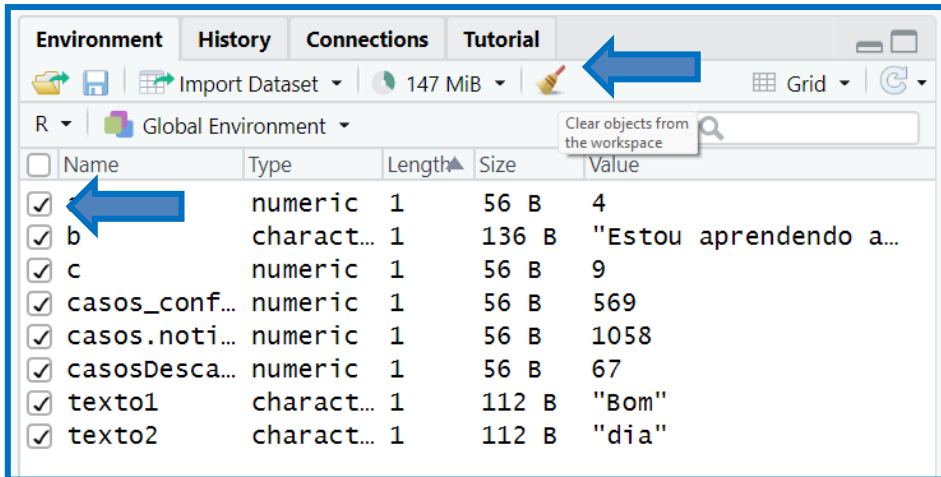 Environment History Connections Tutorial
Import Dataset 147 MiB Grid
R Global Environment
Clear objects from
the workspace
Name Type Length Size Value
numeric 1 56 B 4
b charact… 1 136 B "Estou aprendendo a…
c numeric 1 56 B 9
casos_conf… numeric 1 56 B 569
casos.noti… numeric 1 56 B 1058
casosDesca… numeric 1 56 B 67
texto1 charact… 1 112 B "Bom"
texto2 charact… 1 112 B "dia"